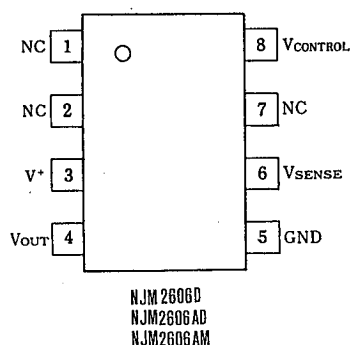 NC 1
8 VCONTROL
NC 2
7 NC
V+ 3
6 VSENSE
VOUT 4
5 GND
NJM2606D
NJM2606AD
NJM2606AM